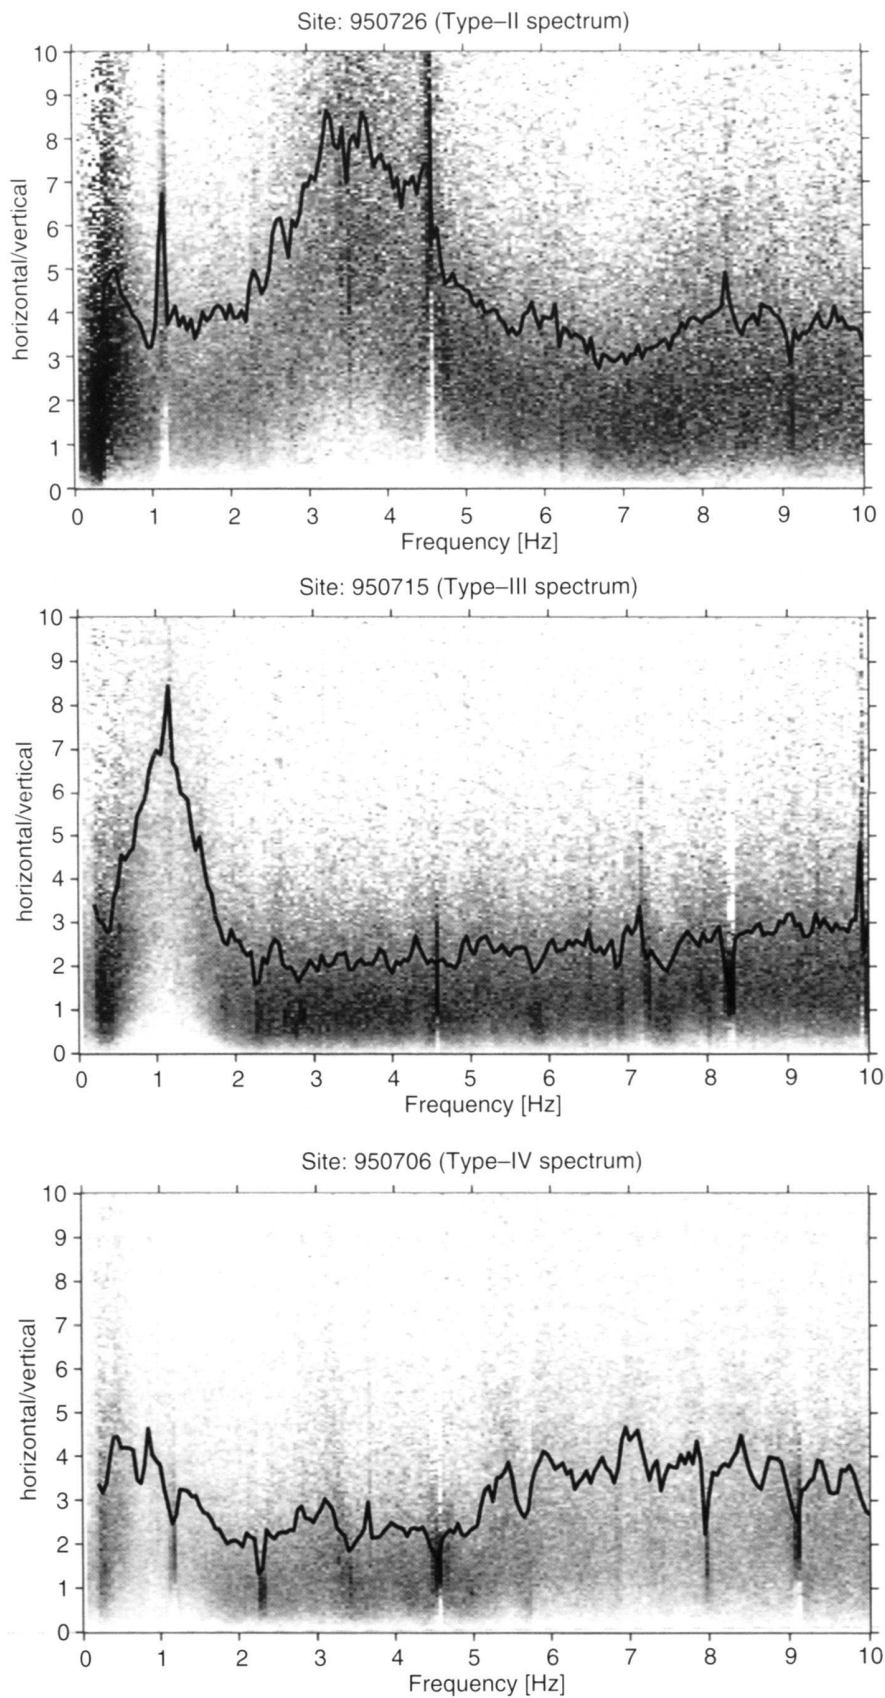 Site: 950726 (Type–II spectrum)
10
9
8
7
6
5
4
3
2
1
0
horizontal/vertical
0 1 2 3 4 5 6 7 8 9 10
Frequency [Hz]
Site: 950715 (Type–III spectrum)
10
9
8
7
6
5
4
3
2
1
0
horizontal/vertical
0 1 2 3 4 5 6 7 8 9 10
Frequency [Hz]
Site: 950706 (Type–IV spectrum)
10
9
8
7
6
5
4
3
2
1
0
horizontal/vertical
0 1 2 3 4 5 6 7 8 9 10
Frequency [Hz]